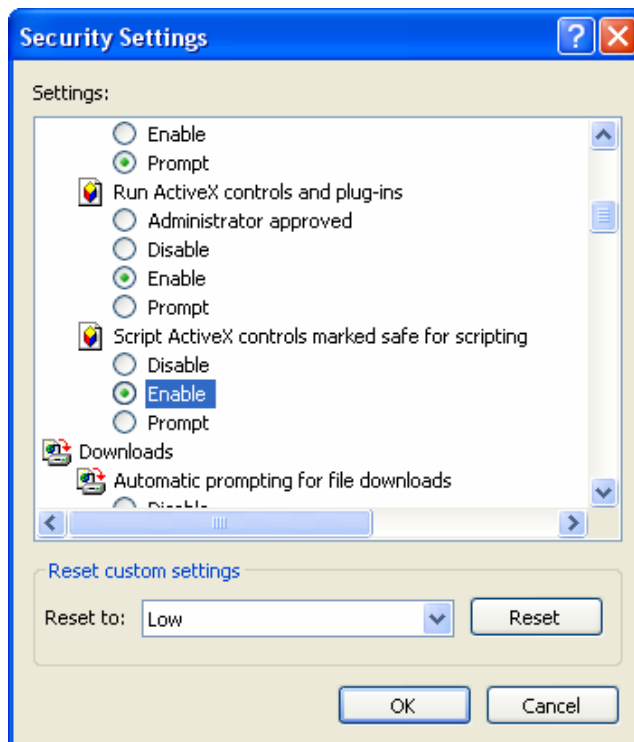 Security Settings
Settings:
Enable
Prompt
Run ActiveX controls and plug-ins
Administrator approved
Disable
Enable
Prompt
Script ActiveX controls marked safe for scripting
Disable
Enable
Prompt
Downloads
Automatic prompting for file downloads
Disable
Reset custom settings
Reset to: Low Reset
OK Cancel